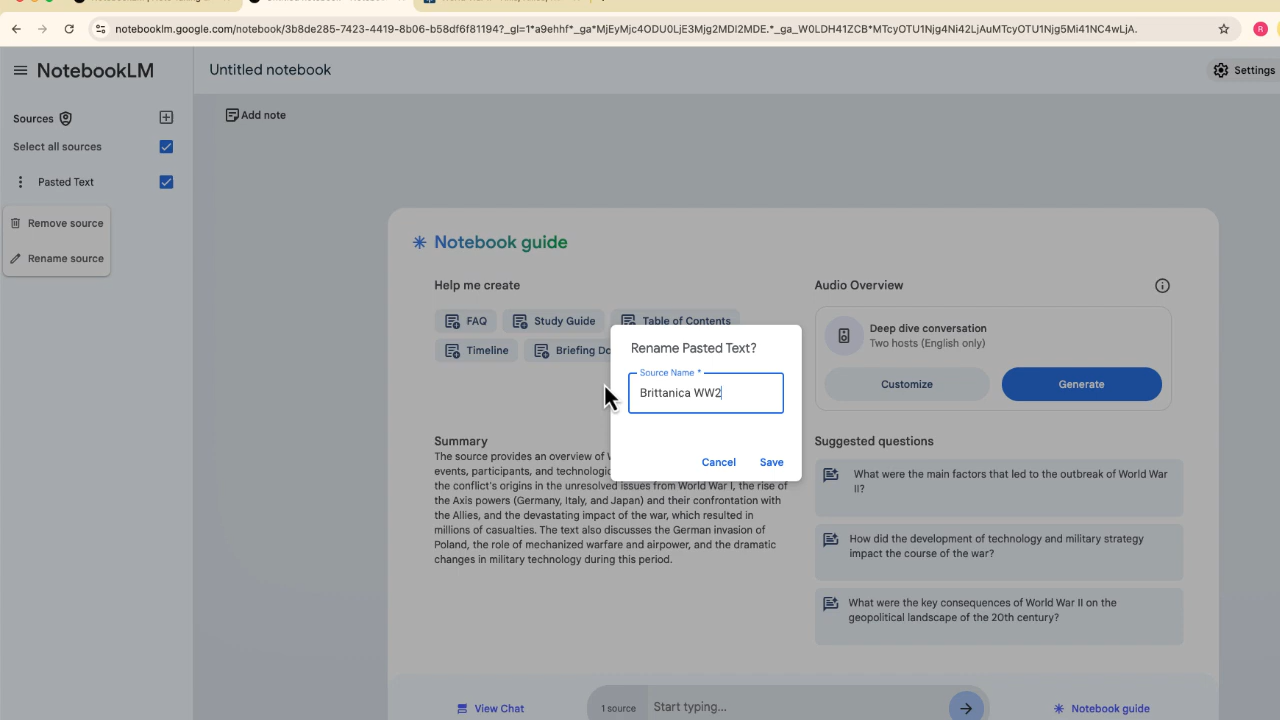 notebooklm.google.com/notebook/3b8de285-7423-4419-8b06-b58df6f81194?_gl=1*a9ehhf*_ga*MjEyMjc4ODU0LjE3Mjg2MDI2MDE.*_ga_W0LDH41ZCB*MTcyOTU1Njg4Ni42LjAuMTcyOTU1Njg5Mi41NC4wLjA.
R
NotebookLM
Untitled notebook
Settings
Sources
Add note
Select all sources
Pasted Text
Remove source
Rename source
Notebook guide
Help me create
Audio Overview
FAQ
Study Guide
Table of Contents
Timeline
Briefing Do
Deep dive conversation
Two hosts (English only)
Customize
Generate
Rename Pasted Text?
Source Name *
Brittanica WW2
Cancel
Save
Summary
The source provides an overview of
events, participants, and
the conflict's origins in the unresolved issues from World War I, the rise of
the Axis powers (Germany, Italy, and Japan) and their confrontation with
the Allies, and the devastating impact of the war, which resulted in
millions of casualties. The text also discusses the German invasion of
Poland, the role of mechanized warfare and airpower, and the dramatic
changes in military technology during this period.
Suggested questions
What were the main factors that led to the outbreak of World War
II?
How did the development of technology and military strategy
impact the course of the war?
What were the key consequences of World War II on the
geopolitical landscape of the 20th century?
View Chat
1 source
Start typing...
Notebook guide